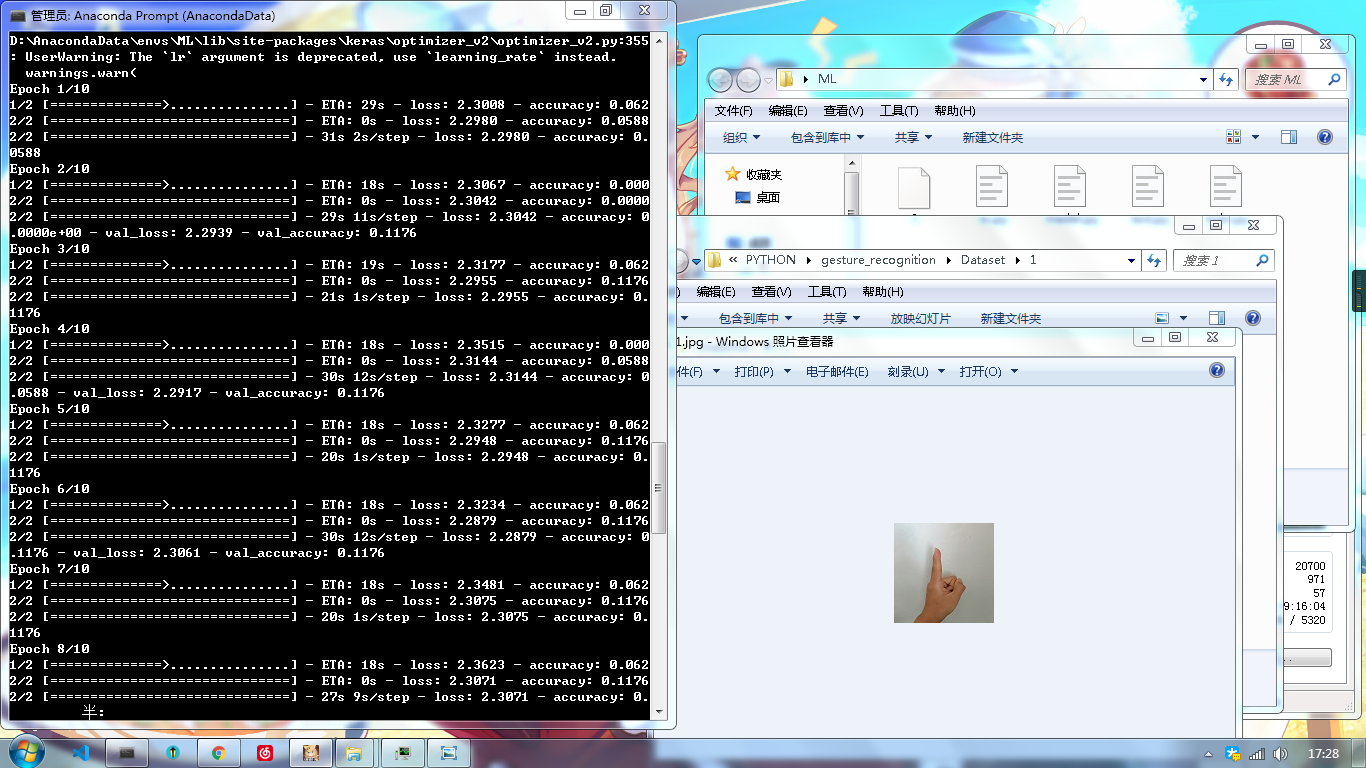 管理员: Anaconda Prompt (AnacondaData)
D:\AnacondaData\envs\ML\lib\site-packages\keras\optimizer_v2\optimizer_v2.py:355
: UserWarning: The `lr` argument is deprecated, use `learning_rate` instead.
warnings.warn(
Epoch 1/10
1/2 [==============>...............] - ETA: 29s - loss: 2.3008 - accuracy: 0.062
2/2 [==============================] - ETA: 0s - loss: 2.2980 - accuracy: 0.0588
2/2 [==============================] - 31s 2s/step - loss: 2.2980 - accuracy: 0.
0588
Epoch 2/10
1/2 [==============>...............] - ETA: 18s - loss: 2.3067 - accuracy: 0.000
2/2 [==============================] - ETA: 0s - loss: 2.3042 - accuracy: 0.0000
2/2 [==============================] - 29s 11s/step - loss: 2.3042 - accuracy: 0
.0000e+00 - val_loss: 2.2939 - val_accuracy: 0.1176
Epoch 3/10
1/2 [==============>...............] - ETA: 19s - loss: 2.3177 - accuracy: 0.062
2/2 [==============================] - ETA: 0s - loss: 2.2955 - accuracy: 0.1176
2/2 [==============================] - 21s 1s/step - loss: 2.2955 - accuracy: 0.
1176
Epoch 4/10
1/2 [==============>...............] - ETA: 18s - loss: 2.3515 - accuracy: 0.000
2/2 [==============================] - ETA: 0s - loss: 2.3144 - accuracy: 0.0588
2/2 [==============================] - 30s 12s/step - loss: 2.3144 - accuracy: 0
.0588 - val_loss: 2.2917 - val_accuracy: 0.1176
Epoch 5/10
1/2 [==============>...............] - ETA: 18s - loss: 2.3277 - accuracy: 0.062
2/2 [==============================] - ETA: 0s - loss: 2.2948 - accuracy: 0.1176
2/2 [==============================] - 20s 1s/step - loss: 2.2948 - accuracy: 0.
1176
Epoch 6/10
1/2 [==============>...............] - ETA: 18s - loss: 2.3234 - accuracy: 0.062
2/2 [==============================] - ETA: 0s - loss: 2.2879 - accuracy: 0.1176
2/2 [==============================] - 30s 12s/step - loss: 2.2879 - accuracy: 0
.1176 - val_loss: 2.3061 - val_accuracy: 0.1176
Epoch 7/10
1/2 [==============>...............] - ETA: 18s - loss: 2.3481 - accuracy: 0.062
2/2 [==============================] - ETA: 0s - loss: 2.3075 - accuracy: 0.1176
2/2 [==============================] - 20s 1s/step - loss: 2.3075 - accuracy: 0.
1176
Epoch 8/10
1/2 [==============>...............] - ETA: 18s - loss: 2.3623 - accuracy: 0.062
2/2 [==============================] - ETA: 0s - loss: 2.3071 - accuracy: 0.1176
2/2 [==============================] - 27s 9s/step - loss: 2.3071 - accuracy: 0.
半:
ML
搜索 ML
文件(F) 编辑(E) 查看(V) 工具(T) 帮助(H)
组织 包含到库中 共享 新建文件夹
收藏夹
桌面
« PYTHON gesture_recognition Dataset 1
搜索 1
) 编辑(E) 查看(V) 工具(T) 帮助(H)
包含到库中 共享 放映幻灯片 新建文件夹
1.jpg - Windows 照片查看器
件(F) 打印(P) 电子邮件(E) 刻录(U) 打开(O)
20700
971
57
9:16:04
/ 5320
17:28